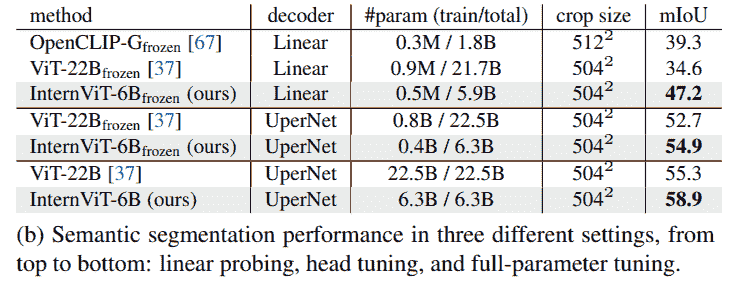 method decoder #param (train/total) crop size mIoU
OpenCLIP-Gfrozen [67] Linear 0.3M / 1.8B 512² 39.3
ViT-22Bfrozen [37] Linear 0.9M / 21.7B 504² 34.6
InternViT-6Bfrozen (ours) Linear 0.5M / 5.9B 504² 47.2
ViT-22Bfrozen [37] UperNet 0.8B / 22.5B 504² 52.7
InternViT-6Bfrozen (ours) UperNet 0.4B / 6.3B 504² 54.9
ViT-22B [37] UperNet 22.5B / 22.5B 504² 55.3
InternViT-6B (ours) UperNet 6.3B / 6.3B 504² 58.9
(b) Semantic segmentation performance in three different settings, from
top to bottom: linear probing, head tuning, and full-parameter tuning.